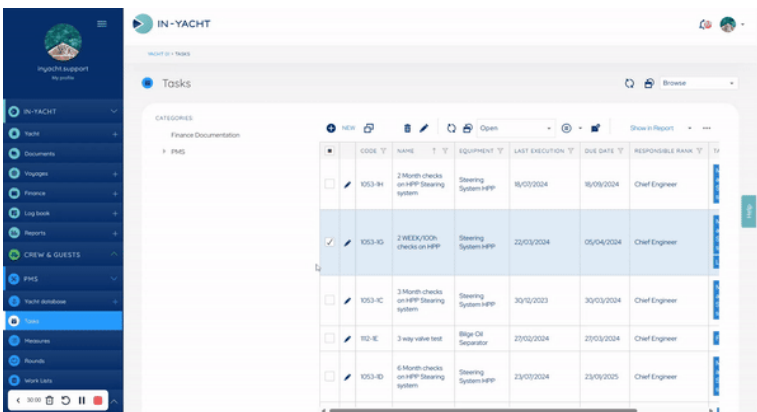 IN-YACHT
inyacht.support
My profile
YACHT 01 > TASKS
IN-YACHT
Yacht
Documents
Voyages
Finance
Log book
Reports
CREW & GUESTS
PMS
Yacht database
Tasks
Measures
Rounds
Work Lists
30:00
Tasks
Browse
CATEGORIES
Finance Documentation
PMS
NEW
Open
Show in Report
CODE NAME EQUIPMENT LAST EXECUTION DUE DATE RESPONSIBLE RANK
1053-1H 2 Month checks on HPP Stearing system Steering System HPP 18/07/2024 18/09/2024 Chief Engineer
1053-1G 2 WEEK/100h checks on HPP Steering System HPP 22/03/2024 05/04/2024 Chief Engineer
1053-1C 3 Month checks on HPP Stearing system Steering System HPP 30/12/2023 30/03/2024 Chief Engineer
1112-1E 3 way valve test Bilge Oil Separator 27/02/2024 27/03/2024 Chief Engineer
1053-1D 6 Month checks on HPP Stearing system Steering System HPP 23/07/2024 23/01/2025 Chief Engineer
Help